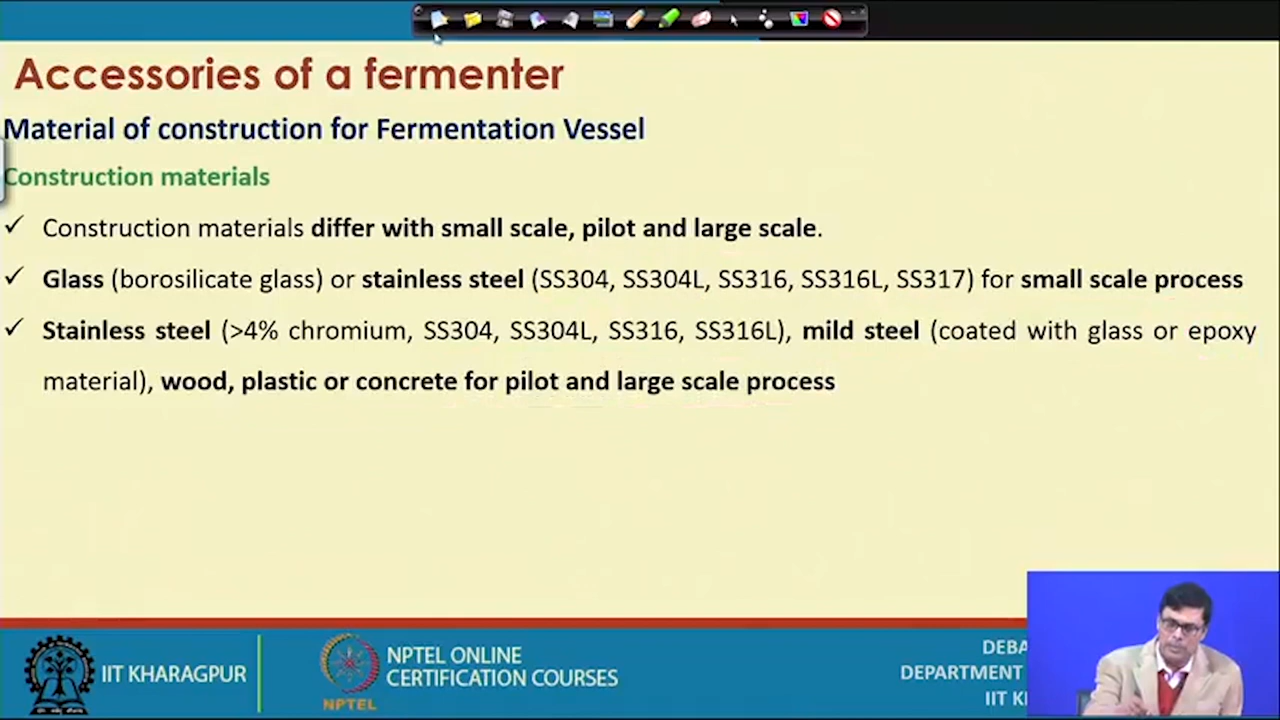 Accessories of a fermenter
Material of construction for Fermentation Vessel
Construction materials
✓ Construction materials differ with small scale, pilot and large scale.
✓ Glass (borosilicate glass) or stainless steel (SS304, SS304L, SS316, SS316L, SS317) for small scale process
✓ Stainless steel (>4% chromium, SS304, SS304L, SS316, SS316L), mild steel (coated with glass or epoxy
material), wood, plastic or concrete for pilot and large scale process
IIT KHARAGPUR
NPTEL
NPTEL ONLINE
CERTIFICATION COURSES
DEBA
DEPARTMENT
IIT K